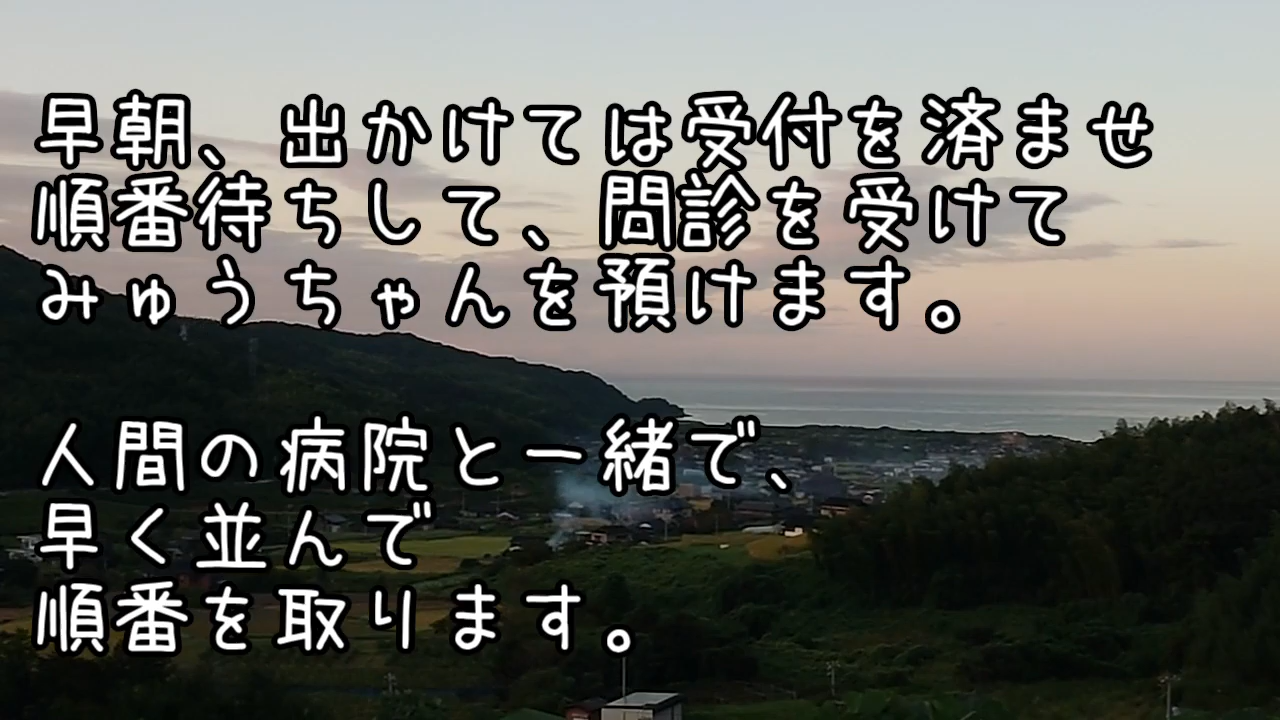 早朝、出かけては受付を済ませ
順番待ちして、問診を受けて
みゅうちゃんを預けます。
人間の病院と一緒で、
早く並んで
順番を取ります。